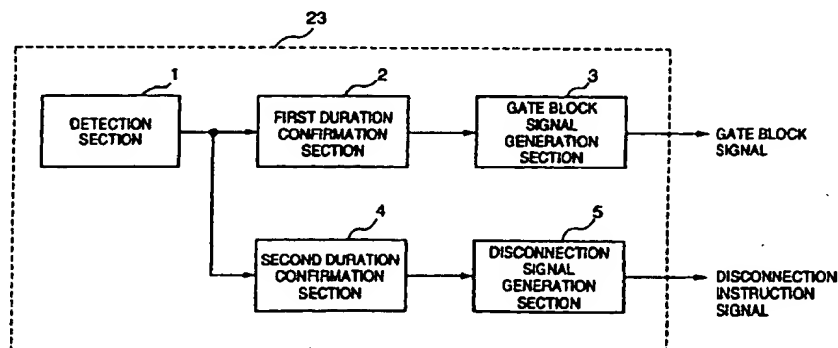 23
1
2
3
DETECTION
SECTION
FIRST DURATION
CONFIRMATION
SECTION
GATE BLOCK
SIGNAL
GENERATION
SECTION
GATE BLOCK
SIGNAL
4
5
SECOND DURATION
CONFIRMATION
SECTION
DISCONNECTION
SIGNAL
GENERATION
SECTION
DISCONNECTION
INSTRUCTION
SIGNAL